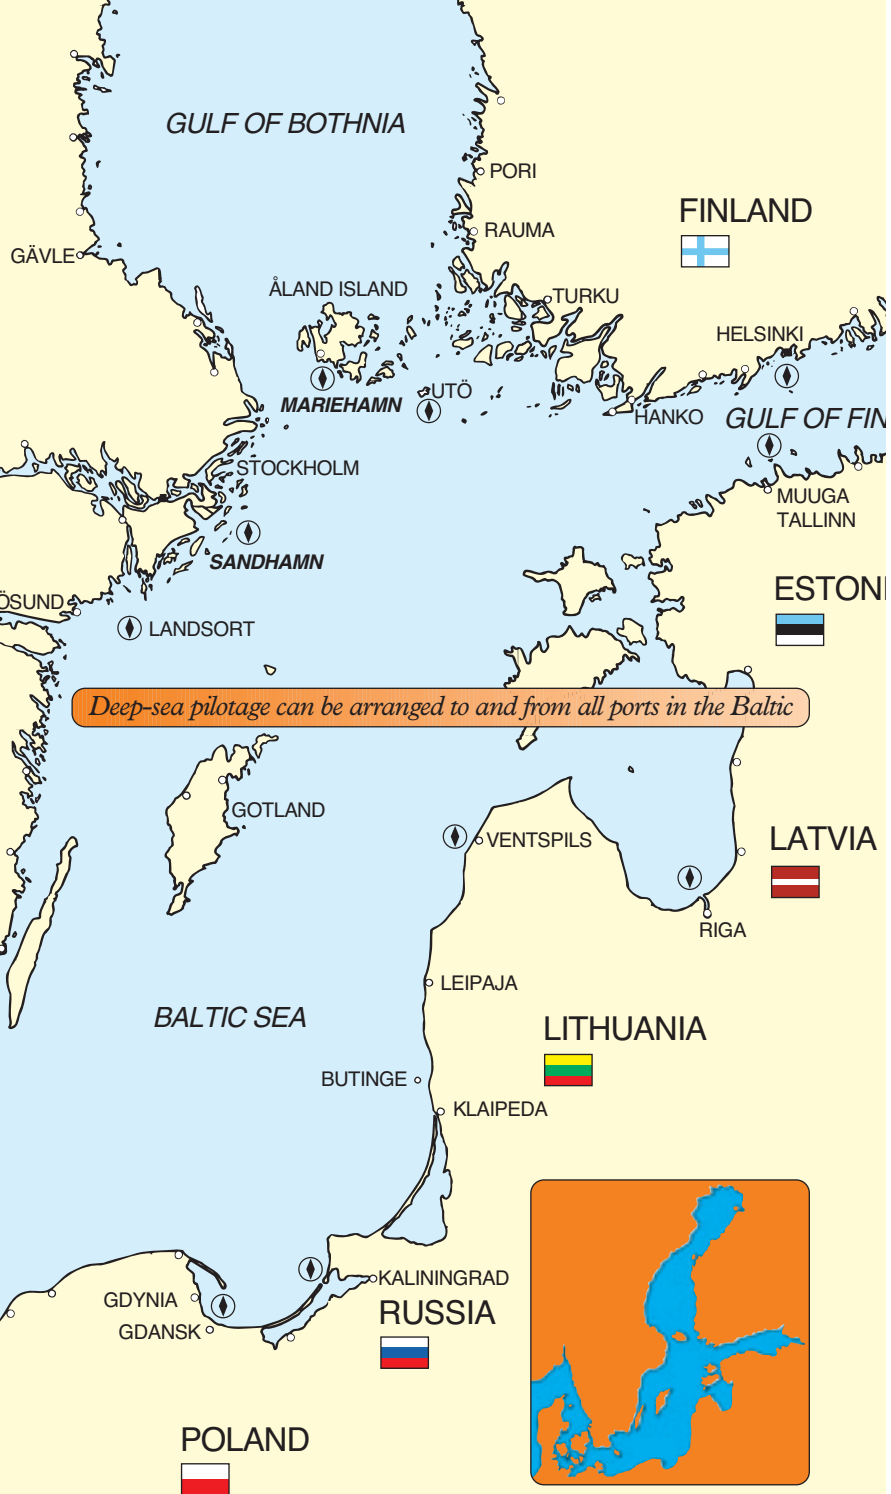 GULF OF BOTHNIA
PORI
FINLAND
RAUMA
GÄVLE
ÅLAND ISLAND
TURKU
HELSINKI
UTÖ
MARIEHAMN
HANKO
GULF OF FIN
STOCKHOLM
MUUGA
TALLINN
SANDHAMN
ESTONI
ÖSUND
LANDSORT
Deep-sea pilotage can be arranged to and from all ports in the Baltic
GOTLAND
VENTSPILS
LATVIA
RIGA
LEIPAJA
BALTIC SEA
LITHUANIA
BUTINGE
KLAIPEDA
KALININGRAD
GDYNIA
RUSSIA
GDANSK
POLAND